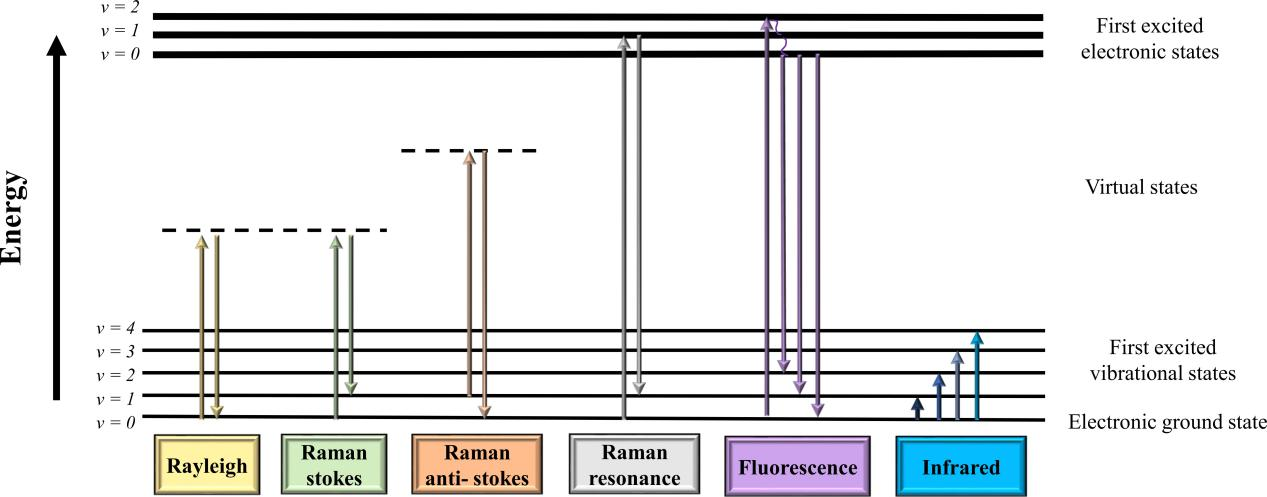 v = 2
v = 1
v = 0
First excited
electronic states
Energy
Virtual states
v = 4
v = 3
v = 2
v = 1
v = 0
First excited
vibrational states
Electronic ground state
Rayleigh
Raman
stokes
Raman
anti- stokes
Raman
resonance
Fluorescence
Infrared